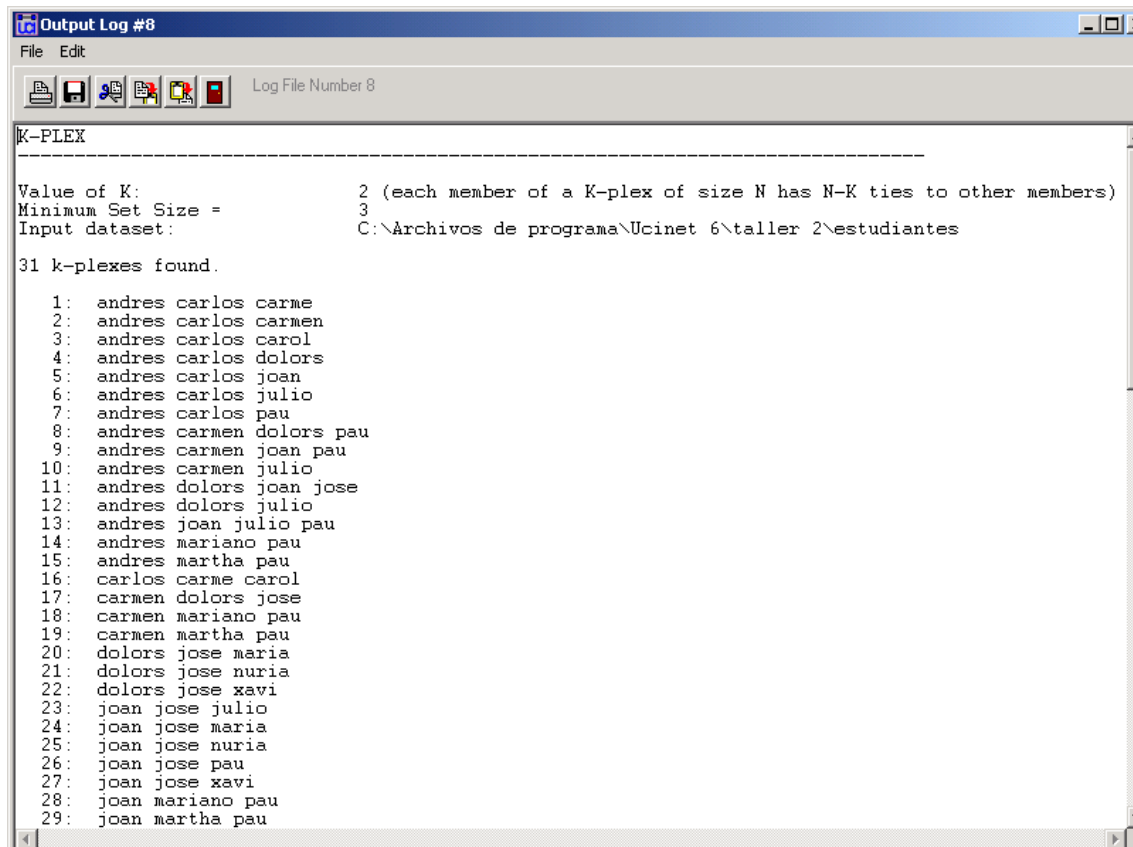 Output Log #8
File Edit
Log File Number 8
K-PLEX
--------------------------------------------------------------------------------
Value of K: 2 (each member of a K-plex of size N has N-K ties to other members)
Minimum Set Size = 3
Input dataset: C:\Archivos de programa\Ucinet 6\taller 2\estudiantes
31 k-plexes found.
1: andres carlos carme
2: andres carlos carmen
3: andres carlos carol
4: andres carlos dolors
5: andres carlos joan
6: andres carlos julio
7: andres carlos pau
8: andres carmen dolors pau
9: andres carmen joan pau
10: andres carmen julio
11: andres dolors joan jose
12: andres dolors julio
13: andres joan julio pau
14: andres mariano pau
15: andres martha pau
16: carlos carme carol
17: carmen dolors jose
18: carmen mariano pau
19: carmen martha pau
20: dolors jose maria
21: dolors jose nuria
22: dolors jose xavi
23: joan jose julio
24: joan jose maria
25: joan jose nuria
26: joan jose pau
27: joan jose xavi
28: joan mariano pau
29: joan martha pau